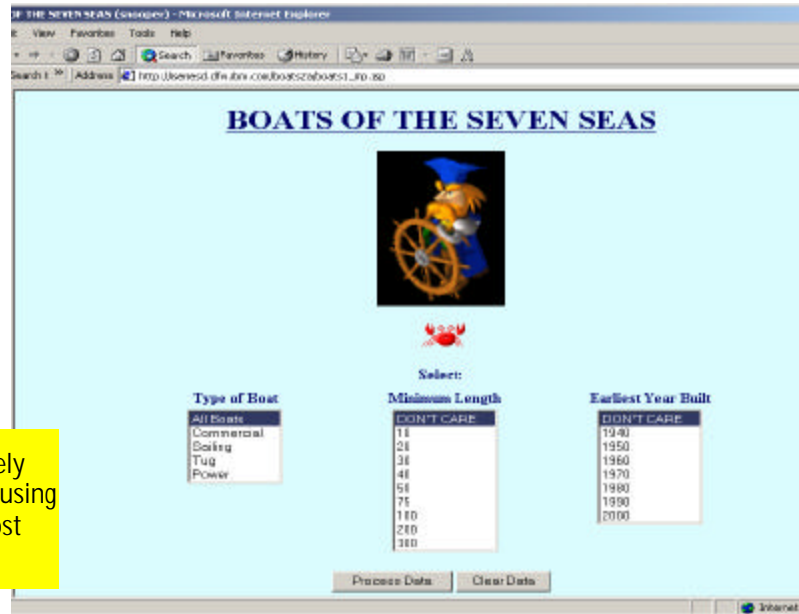 OF THE SEVEN SEAS (snooper) - Microsoft Internet Explorer
View Favorites Tools Help
Search Favorites History
Search Address http://
BOATS OF THE SEVEN SEAS
Select:
Type of Boat Minimum Length Earliest Year Built
All Boats DON'T CARE DON'T CARE
Commercial 10 1940
Sailing 20 1950
Tug 30 1960
Power 40 1970
50 1980
75 1990
100 2000
200
300
ely
using
ost
Process Data Clear Data
Internet